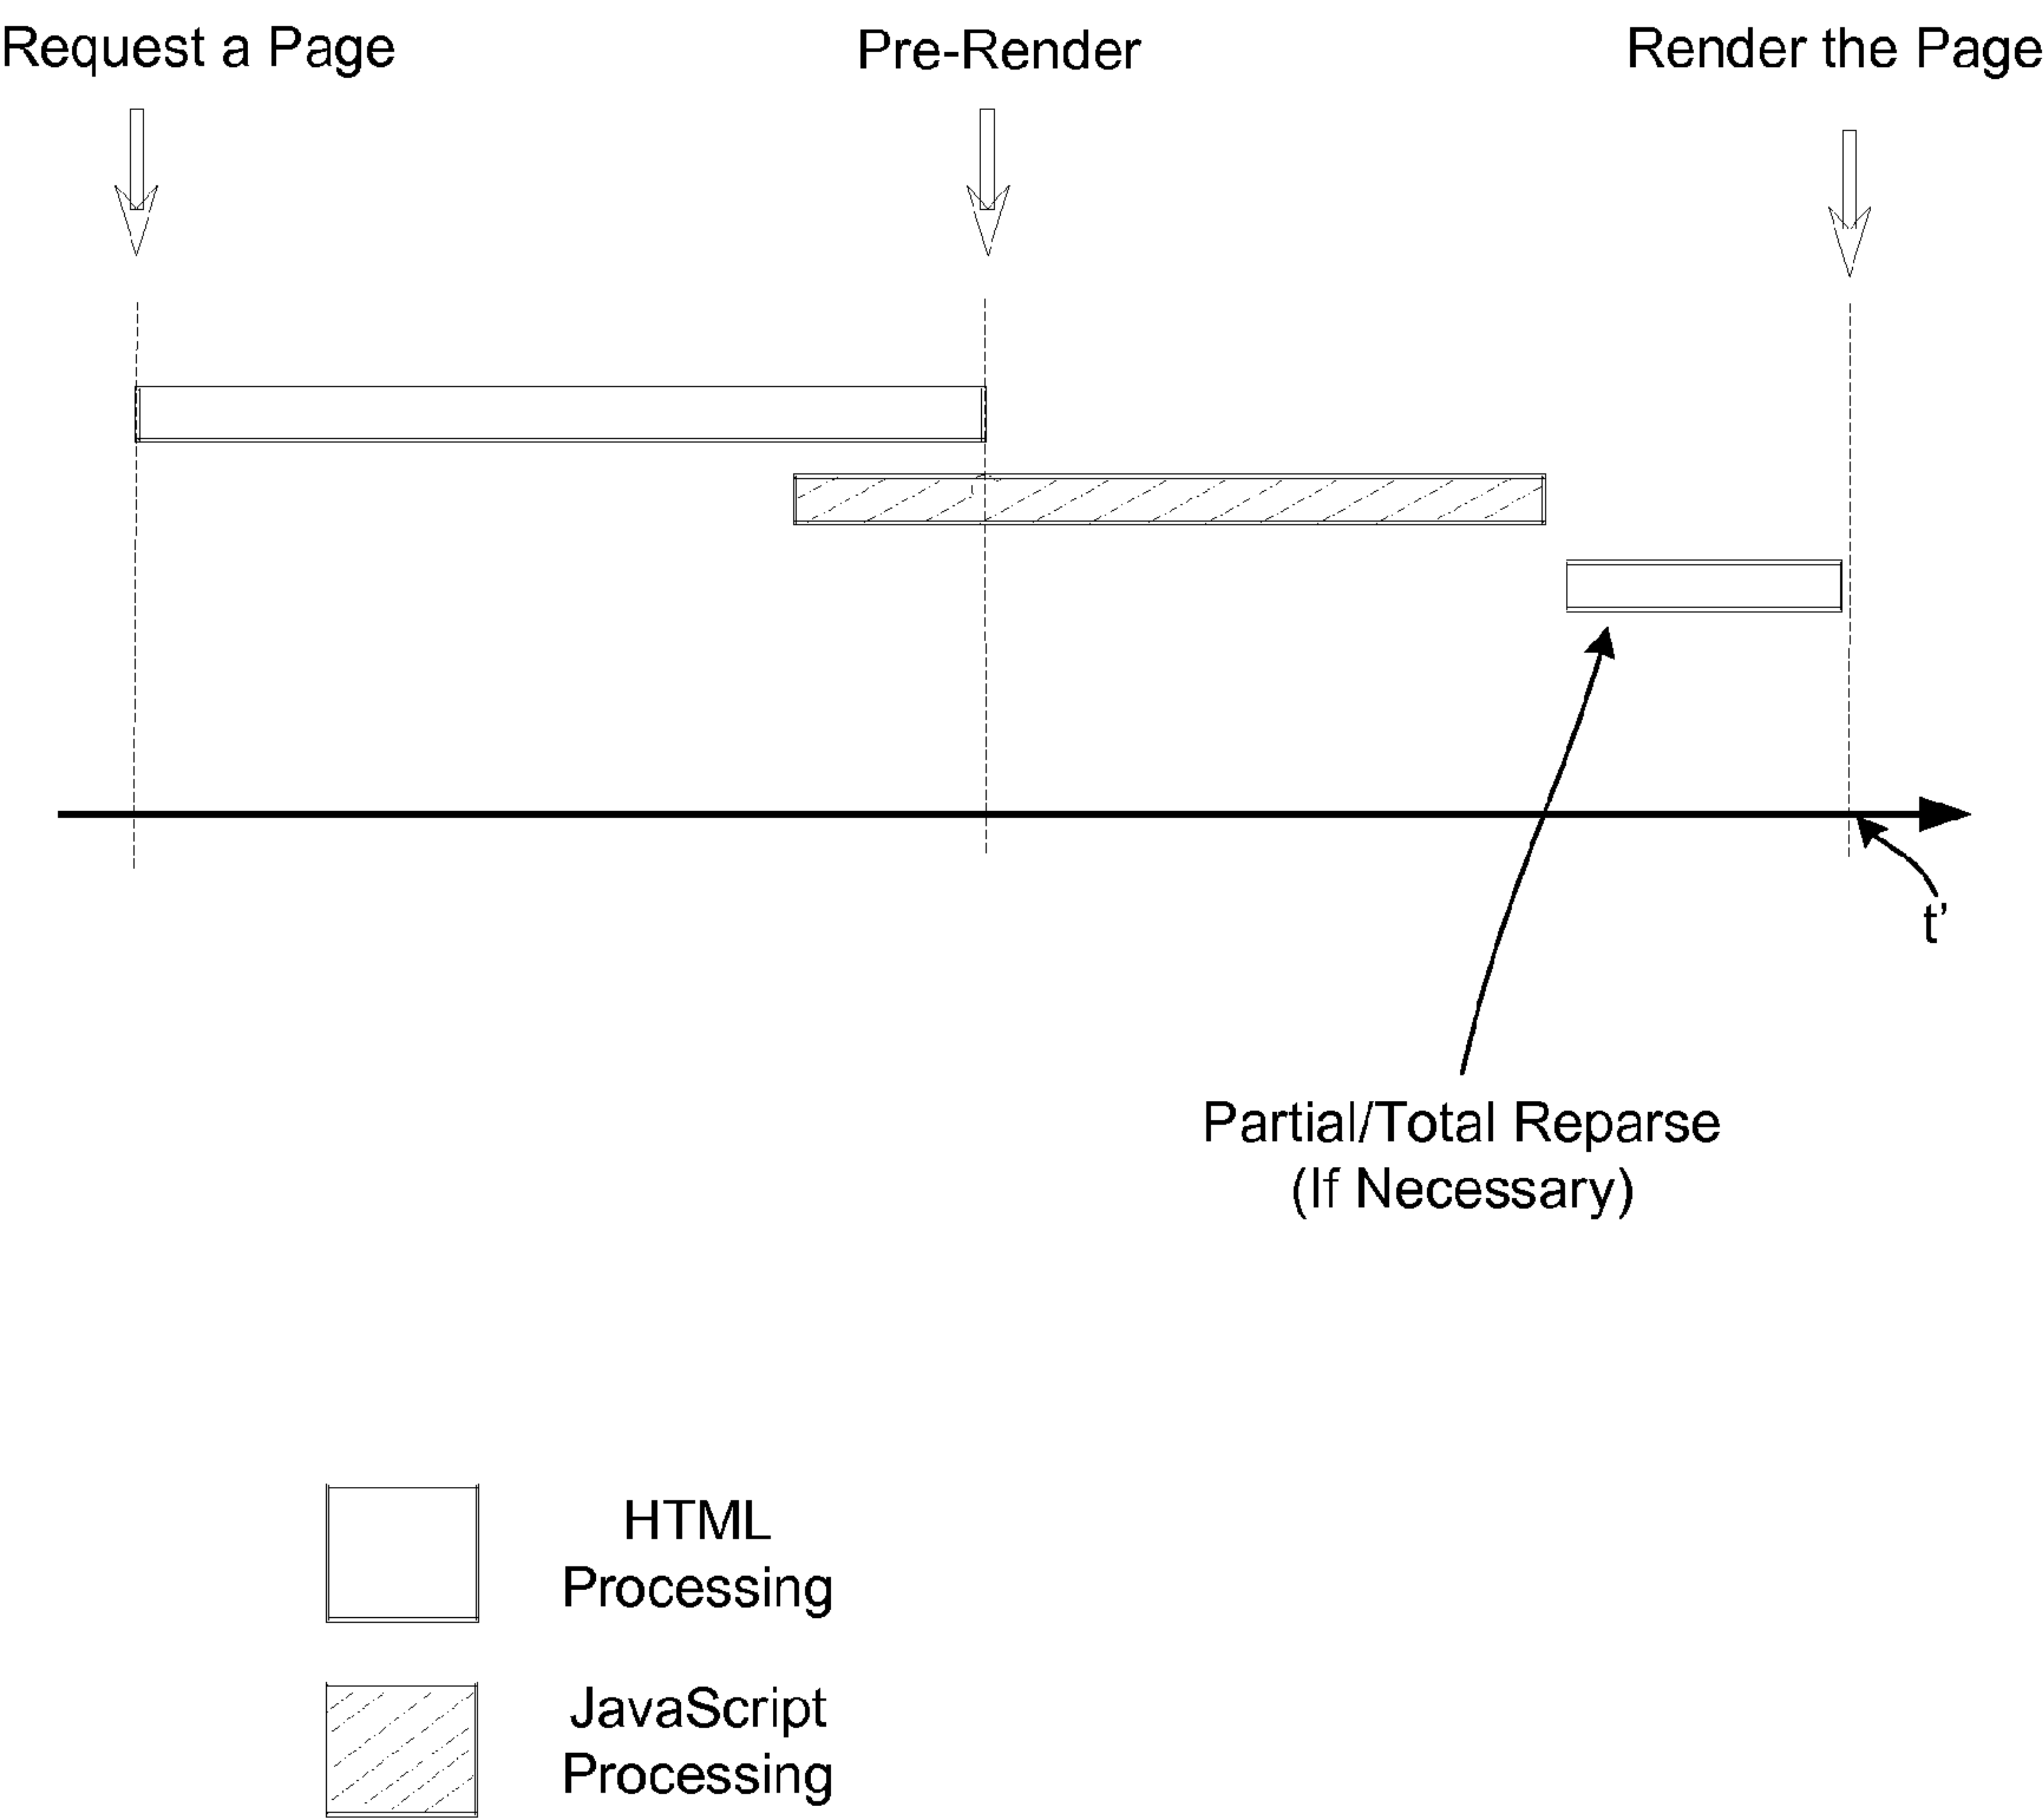 Request a Page
Pre-Render
Render the Page
t’
Partial/Total Reparse
(If Necessary)
HTML
Processing
JavaScript
Processing